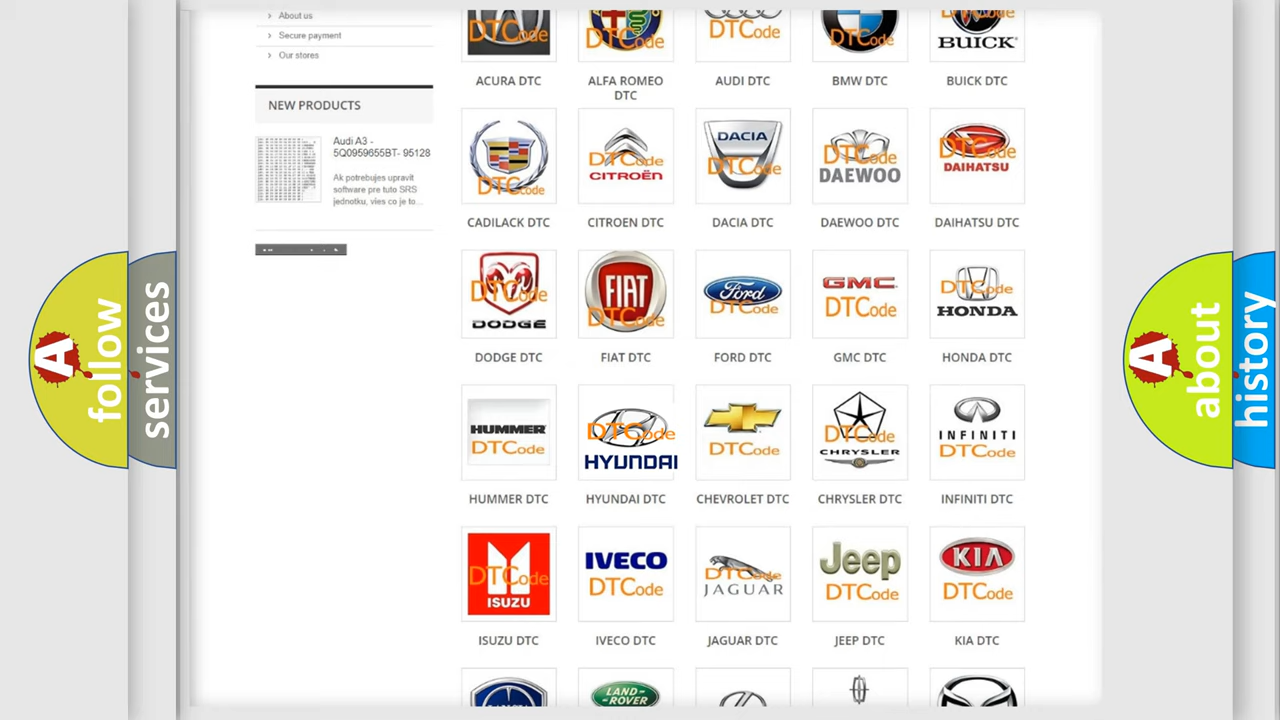 About us
Secure payment
Our stores
NEW PRODUCTS
Audi A3 -
5Q0959655BT- 95128
Ak potrebujes upravit
software pre tuto SRS
jednotku, vies co je to...
DTCode DTCode DTCode DTCode BUICK
ACURA DTC
ALFA ROMEO
DTC
AUDI DTC
BMW DTC
BUICK DTC
DTCcode
DTCode
CITROËN
DACIA
DTCode
DTCode
DAEWOO
DTCode
DAIHATSU
CADILACK DTC
CITROEN DTC
DACIA DTC
DAEWOO DTC
DAIHATSU DTC
DTCode
DODGE
FIAT
DTCode
Ford
DTCode
GMC
DTCode
DTCode
HONDA
DODGE DTC
FIAT DTC
FORD DTC
GMC DTC
HONDA DTC
HUMMER
DTCode
DTCode
HYUNDAI
DTCode
DTCode
CHRYSLER
INFINITI
DTCode
HUMMER DTC
HYUNDAI DTC
CHEVROLET DTC
CHRYSLER DTC
INFINITI DTC
DTCode
ISUZU
IVECO
DTCode
DTCode
JAGUAR
Jeep
DTCode
KIA
DTCode
ISUZU DTC
IVECO DTC
JAGUAR DTC
JEEP DTC
KIA DTC
LAND-
ROVER
A
follow
services
A
about
history